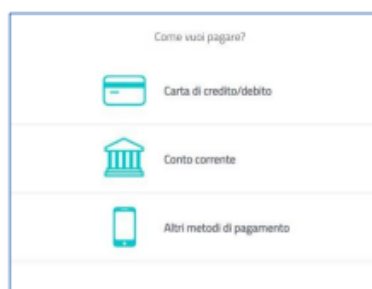 Come vuoi pagare?
Carta di credito/debito
Conto corrente
Altri metodi di pagamento